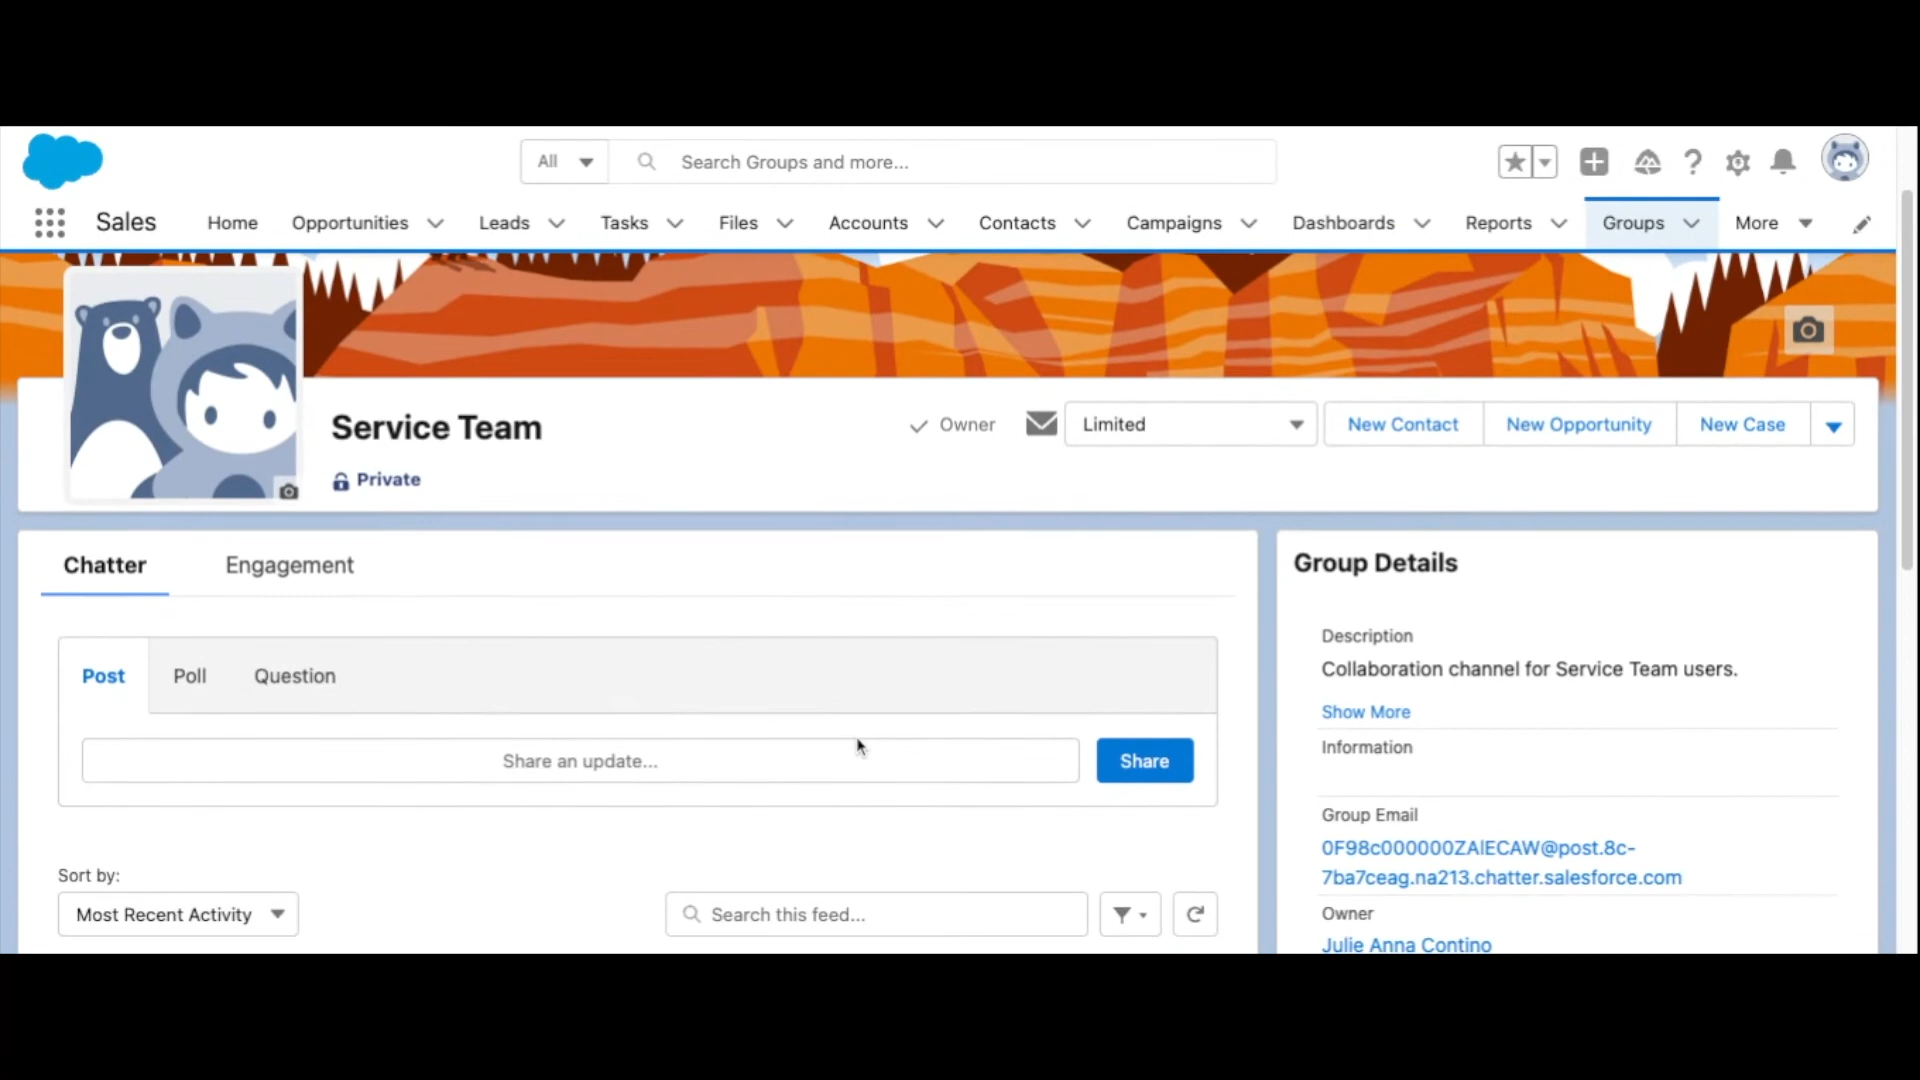 All
Search Groups and more...
Sales
Home
Opportunities
Leads
Tasks
Files
Accounts
Contacts
Campaigns
Dashboards
Reports
Groups
More
Service Team
Private
Owner
Limited
New Contact
New Opportunity
New Case
Chatter
Engagement
Post
Poll
Question
Share an update...
Share
Sort by:
Most Recent Activity
Search this feed...
Group Details
Description
Collaboration channel for Service Team users.
Show More
Information
Group Email
0F98c000000ZAlECAW@post.8c-
7ba7ceag.na213.chatter.salesforce.com
Owner
Julie Anna Contino